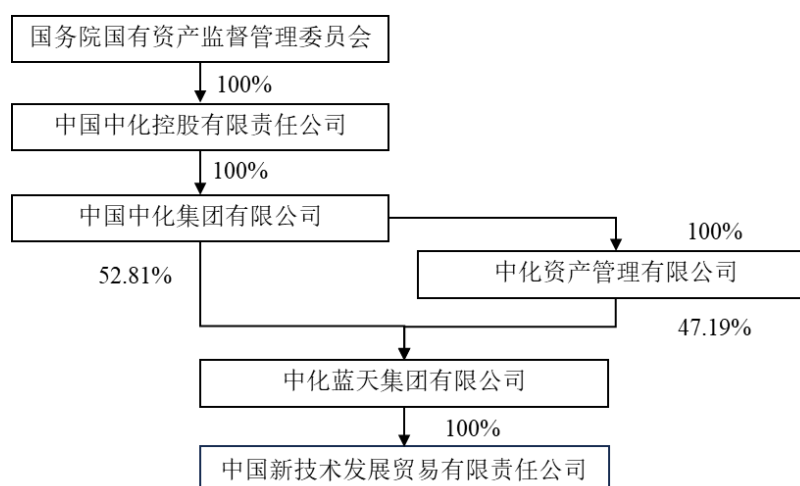 国务院国有资产监督管理委员会
100%
中国中化控股有限责任公司
100%
中国中化集团有限公司
100%
52.81%
中化资产管理有限公司
47.19%
中化蓝天集团有限公司
100%
中国新技术发展贸易有限责任公司